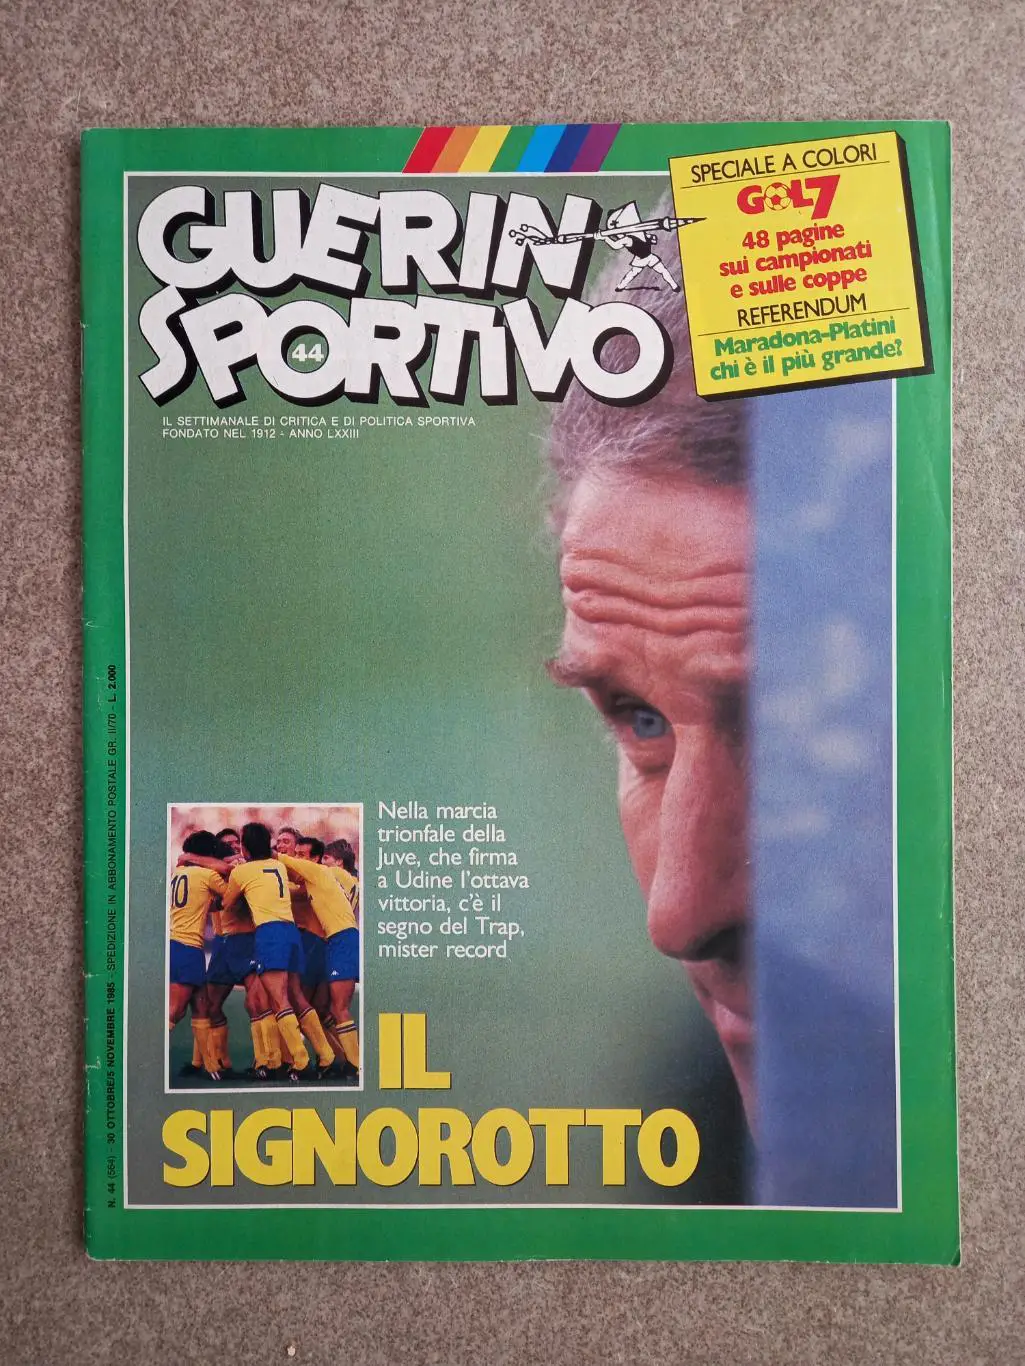 GUERIN
SPORTIVO
44
IL SETTIMANALE DI CRITICA E DI POLITICA SPORTIVA
FONDATO NEL 1912 - ANNO LXXIII
SPECIALE A COLORI
GOL7
48 pagine
sui campionati
e sulle coppe
REFERENDUM
Maradona-Platini
chi è il più grande?
Nella marcia
trionfale della
Juve, che firma
a Udine l'ottava
vittoria, c'è il
segno del Trap,
mister record
10
7
IL
SIGNOROTTO
N. 44 (564) - 30 OTTOBRE/5 NOVEMBRE 1985 - SPEDIZIONE IN ABBONAMENTO POSTALE GR. II/70 - L. 2.000